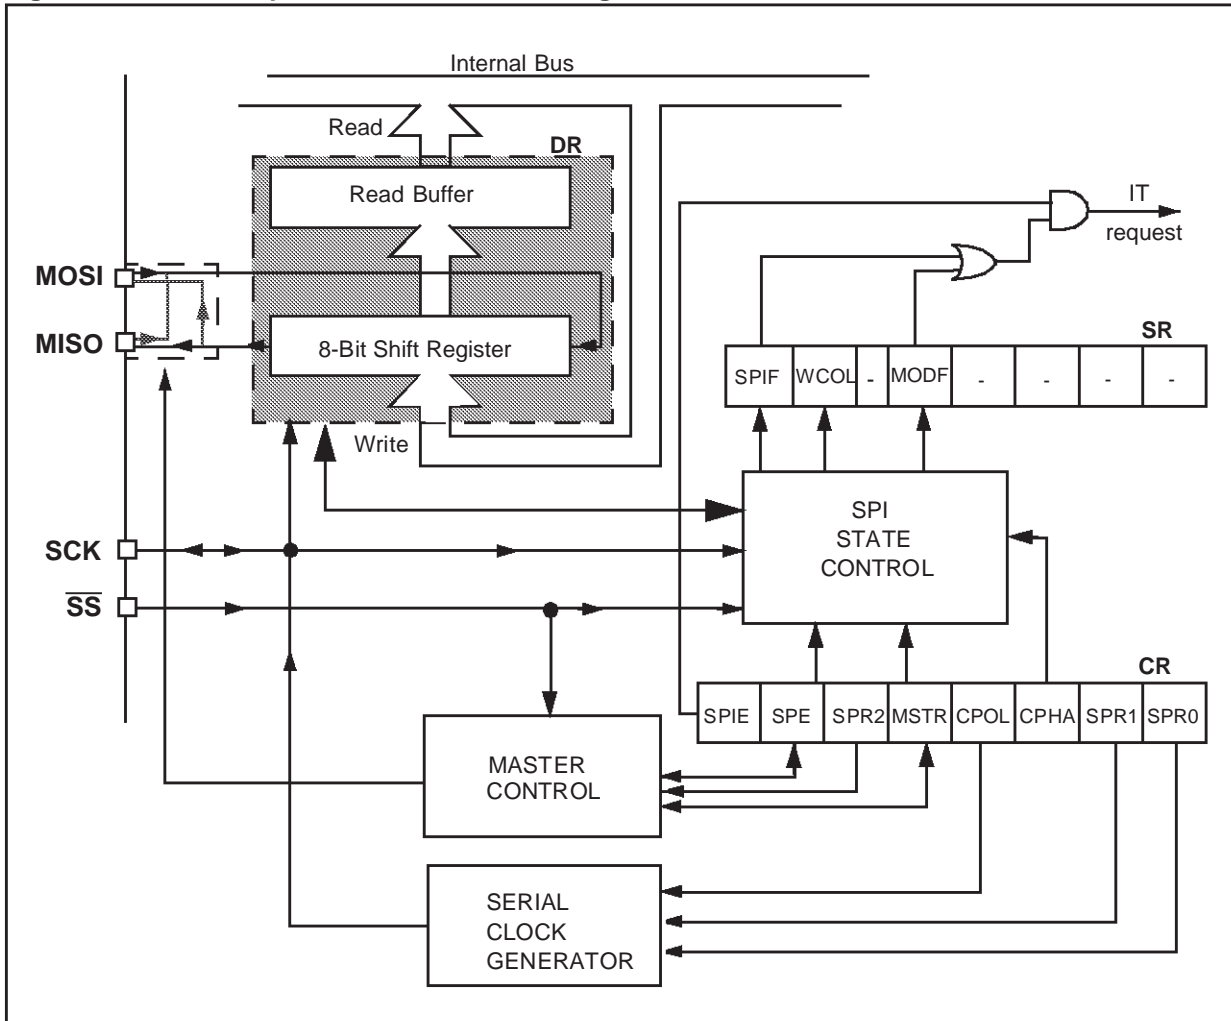 Internal Bus
Read
DR
Read Buffer
IT
request
MOSI
MISO
8-Bit Shift Register
SR
SPIF WCOL - MODF - - - -
Write
SPI
STATE
CONTROL
SCK
SS
CR
SPIE SPE SPR2 MSTR CPOL CPHA SPR1 SPR0
MASTER
CONTROL
SERIAL
CLOCK
GENERATOR